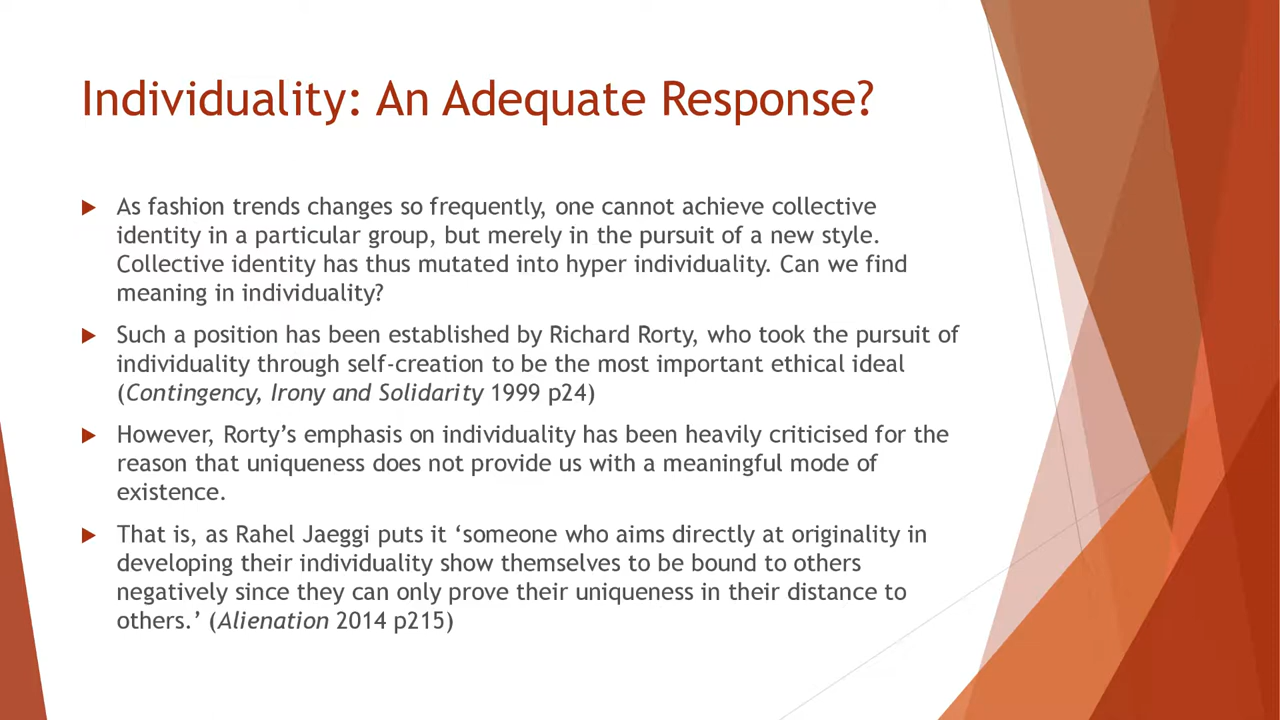 Individuality: An Adequate Response?
As fashion trends changes so frequently, one cannot achieve collective
identity in a particular group, but merely in the pursuit of a new style.
Collective identity has thus mutated into hyper individuality. Can we find
meaning in individuality?
Such a position has been established by Richard Rorty, who took the pursuit of
individuality through self-creation to be the most important ethical ideal
(Contingency, Irony and Solidarity 1999 p24)
However, Rorty’s emphasis on individuality has been heavily criticised for the
reason that uniqueness does not provide us with a meaningful mode of
existence.
That is, as Rahel Jaeggi puts it ‘someone who aims directly at originality in
developing their individuality show themselves to be bound to others
negatively since they can only prove their uniqueness in their distance to
others.’ (Alienation 2014 p215)